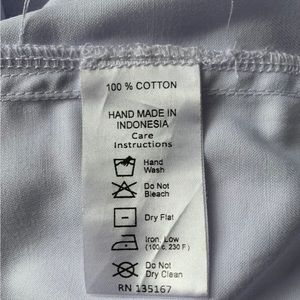 100 % COTTON
HAND MADE IN
INDONESIA
Care
Instructions
Hand
Wash
Do Not
Bleach
Dry Flat
Iron, Low
(100 c, 230 F)
Do Not
Dry Clean
RN 135167